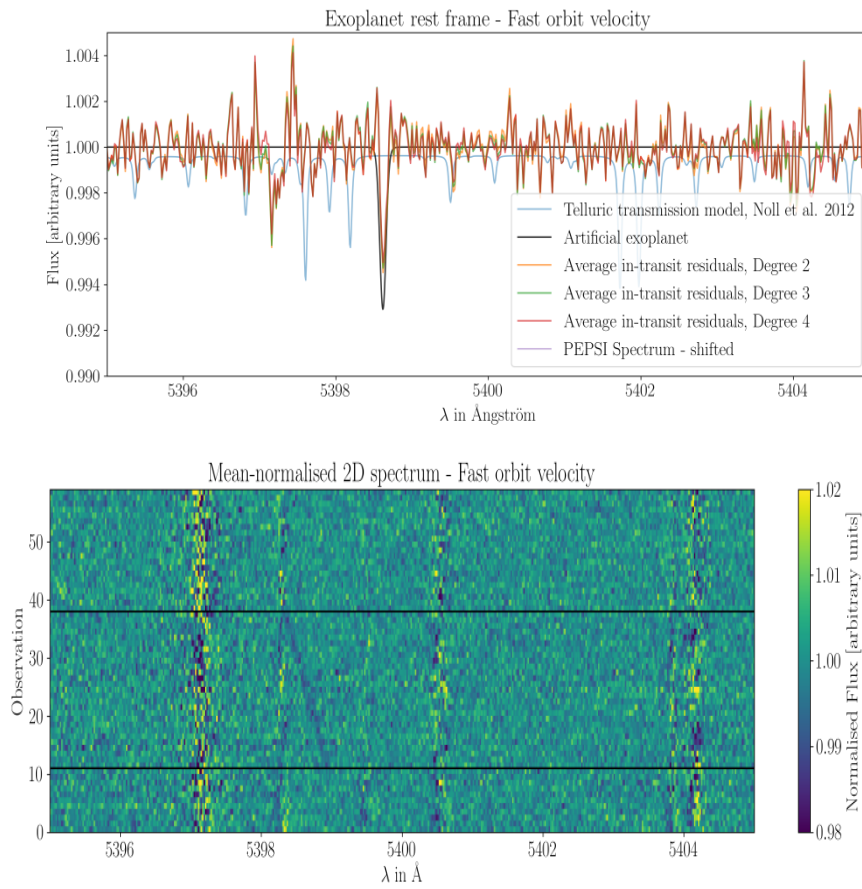 Exoplanet rest frame - Fast orbit velocity
1.004
1.002
1.000
0.998
0.996
0.994
0.992
0.990
Flux [arbitrary units]
Telluric transmission model, Noll et al. 2012
Artificial exoplanet
Average in-transit residuals, Degree 2
Average in-transit residuals, Degree 3
Average in-transit residuals, Degree 4
PEPSI Spectrum - shifted
5396 5398 5400 5402 5404
λ in Ångström
Mean-normalised 2D spectrum - Fast orbit velocity
50
40
30
20
10
0
Observation
5396 5398 5400 5402 5404
λ in Å
1.02
1.01
1.00
0.99
0.98
Normalised Flux [arbitrary units]